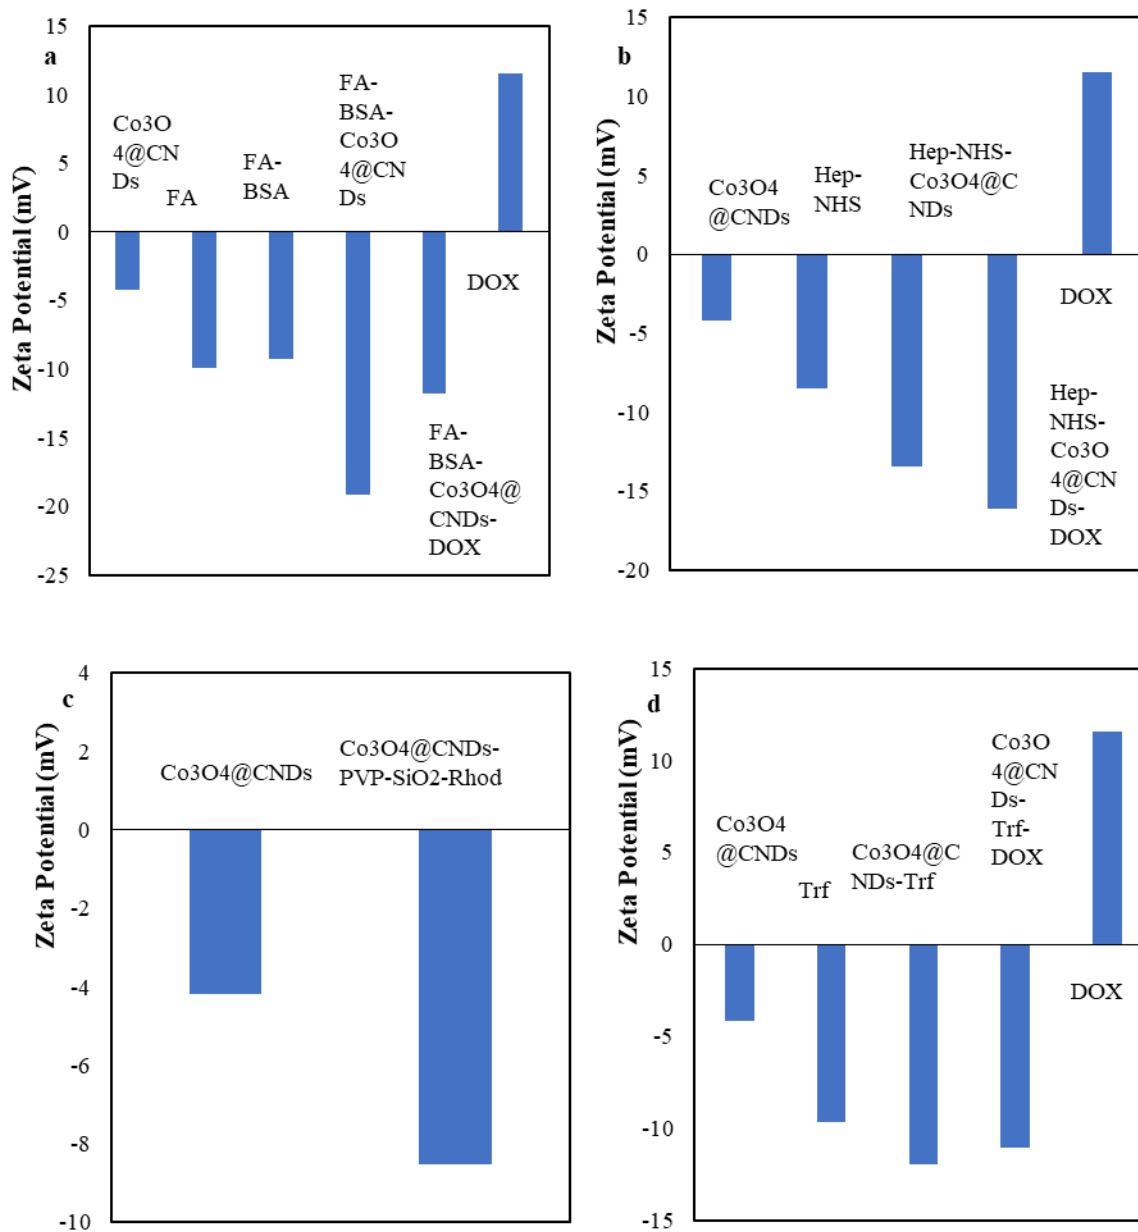 a
Zeta Potential (mV)
15
10
5
0
-5
-10
-15
-20
-25
Co3O
4@CN
Ds
FA
FA-
BSA
FA-
BSA-
Co3O
4@CN
Ds
FA-
BSA-
Co3O4@
CNDs-
DOX
DOX
b
Zeta Potential (mV)
15
10
5
0
-5
-10
-15
-20
Co3O4
@CNDs
Hep-
NHS
Hep-NHS-
Co3O4@C
NDs
Hep-
NHS-
Co3O
4@CN
Ds-
DOX
DOX
c
Zeta Potential (mV)
4
2
0
-2
-4
-6
-8
-10
Co3O4@CNDs
Co3O4@CNDs-
PVP-SiO2-Rhod
d
Zeta Potential (mV)
15
10
5
0
-5
-10
-15
Co3O4
@CNDs
Trf
Co3O4@C
NDs-Trf
Co3O
4@CN
Ds-
Trf-
DOX
DOX